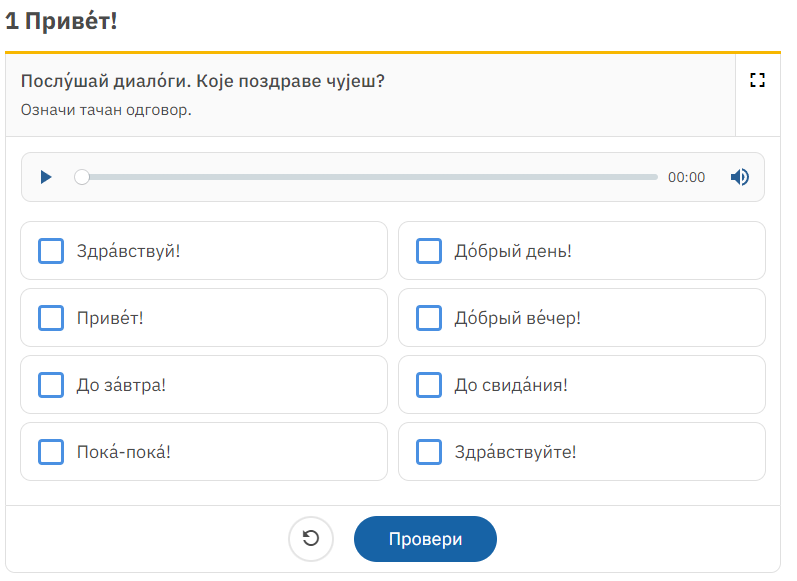 1 Приве́т!
Послу́шай диало́ги. Које поздраве чујеш?
Означи тачан одговор.
00:00
Здра́вствуй!
До́брый день!
Приве́т!
До́брый ве́чер!
До за́втра!
До свида́ния!
Пока́-пока́!
Здра́вствуйте!
Провери